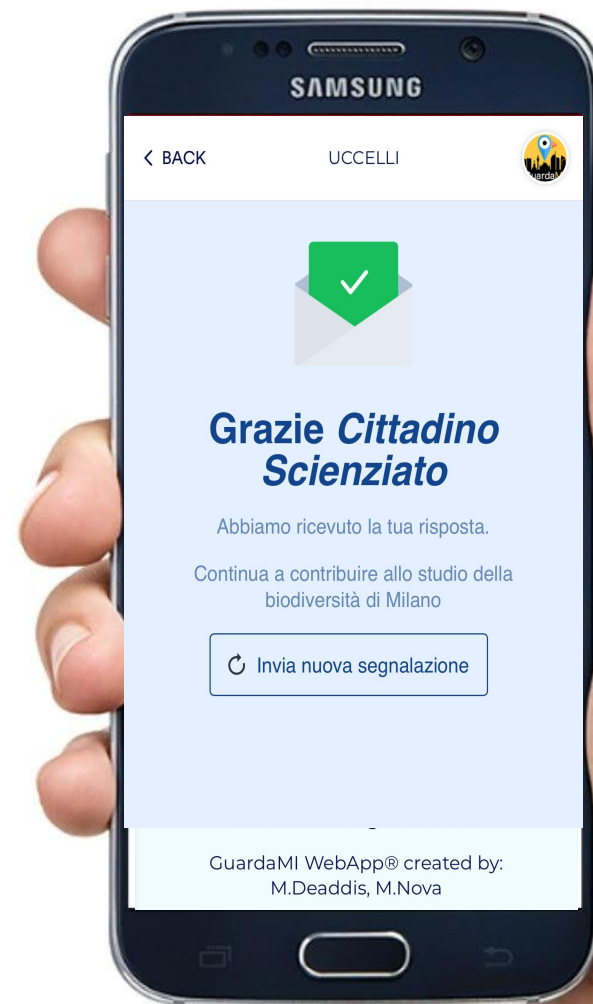 SAMSUNG
BACK
UCCELLI
Grazie Cittadino
Scienziato
Abbiamo ricevuto la tua risposta.
Continua a contribuire allo studio della
biodiversità di Milano
Invia nuova segnalazione
GuardaMI WebApp® created by:
M.Deaddis, M.Nova